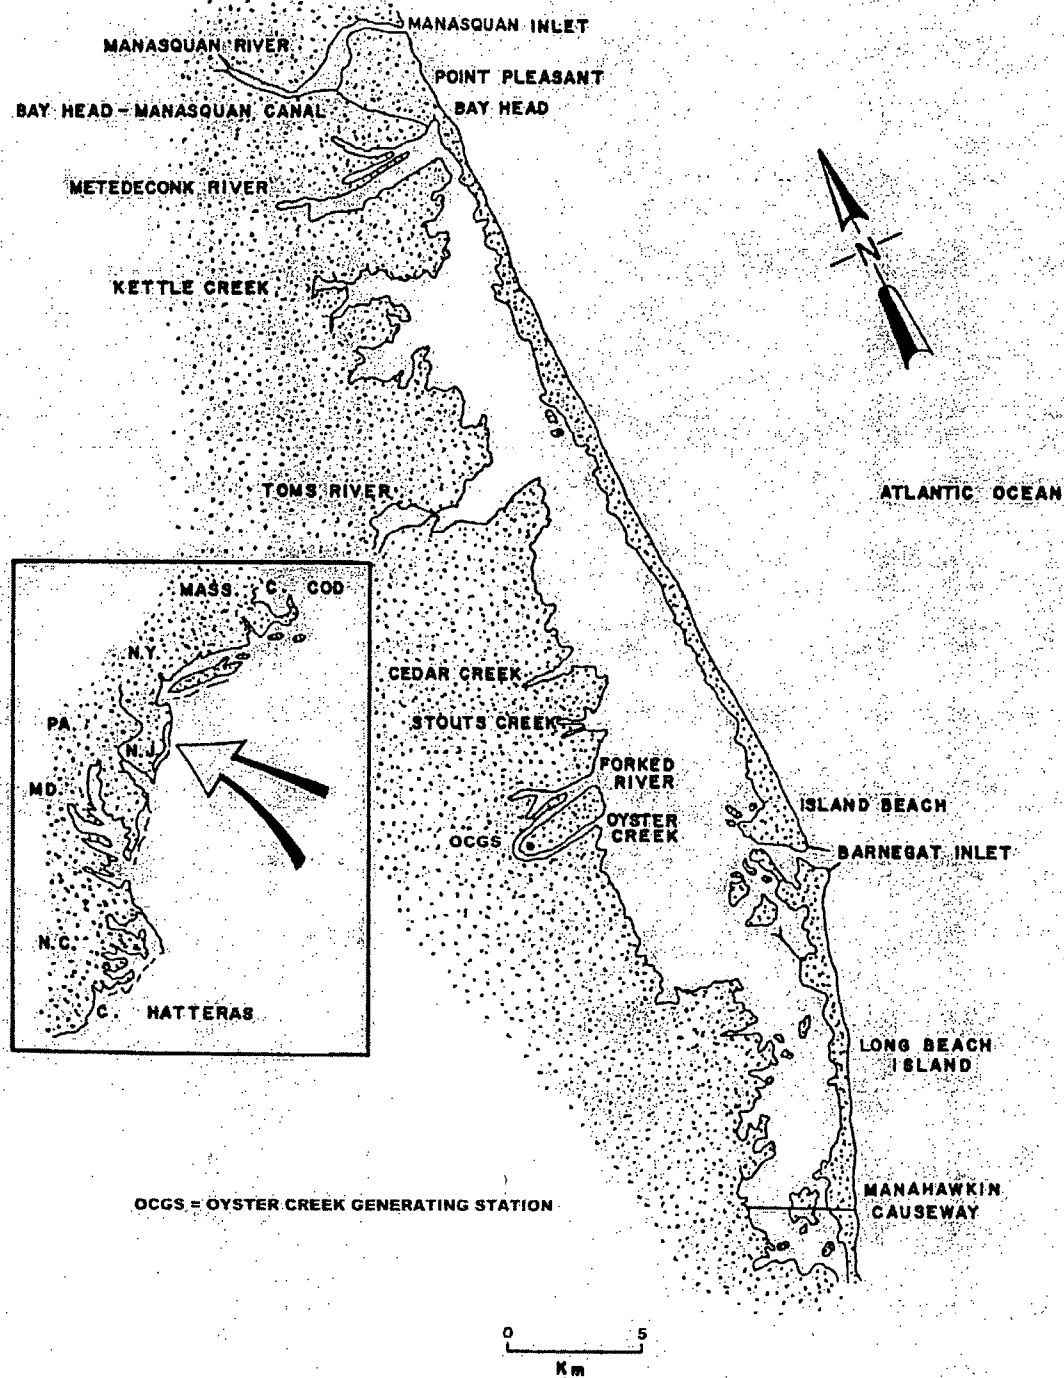 MANASQUAN INLET
MANASQUAN RIVER
POINT PLEASANT
BAY HEAD
BAY HEAD - MANASQUAN CANAL
METEDECONK RIVER
KETTLE CREEK
N
TOMS RIVER
ATLANTIC OCEAN
MASS. C. COD
N.Y.
PA.
N.J.
MD.
N.C.
C. HATTERAS
CEDAR CREEK
STOUTS CREEK
FORKED
RIVER
OYSTER
CREEK
OCGS
ISLAND BEACH
BARNEGAT INLET
LONG BEACH
ISLAND
MANAHAWKIN
CAUSEWAY
OCGS = OYSTER CREEK GENERATING STATION
0 5
Km